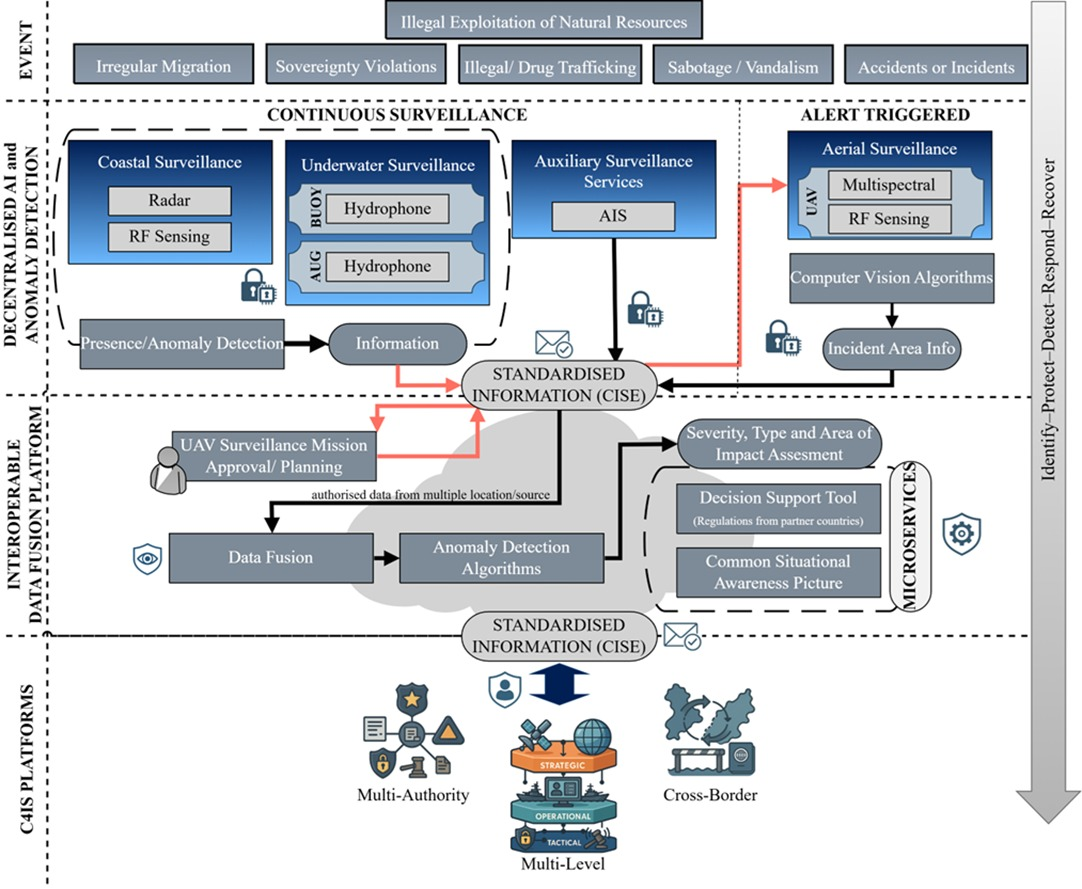 EVENT
Illegal Exploitation of Natural Resources
Irregular Migration
Sovereignty Violations
Illegal/ Drug Trafficking
Sabotage / Vandalism
Accidents or Incidents
DECENTRALISED AI and
ANOMALY DETECTION
CONTINUOUS SURVEILLANCE
ALERT TRIGGERED
Coastal Surveillance
Radar
RF Sensing
Underwater Surveillance
BUOY
Hydrophone
AUG
Hydrophone
Auxiliary Surveillance
Services
AIS
Aerial Surveillance
UAV
Multispectral
RF Sensing
Computer Vision Algorithms
Presence/Anomaly Detection
Information
Incident Area Info
STANDARDISED
INFORMATION (CISE)
INTEROPERABLE
DATA FUSION PLATFORM
UAV Surveillance Mission
Approval/ Planning
authorised data from multiple location/source
Data Fusion
Anomaly Detection
Algorithms
Severity, Type and Area of
Impact Assesment
Decision Support Tool
(Regulations from partner countries)
Common Situational
Awareness Picture
MICROSERVICES
STANDARDISED
INFORMATION (CISE)
C4IS PLATFORMS
Multi-Authority
STRATEGIC
OPERATIONAL
TACTICAL
Multi-Level
Cross-Border
Identify–Protect–Detect–Respond–Recover